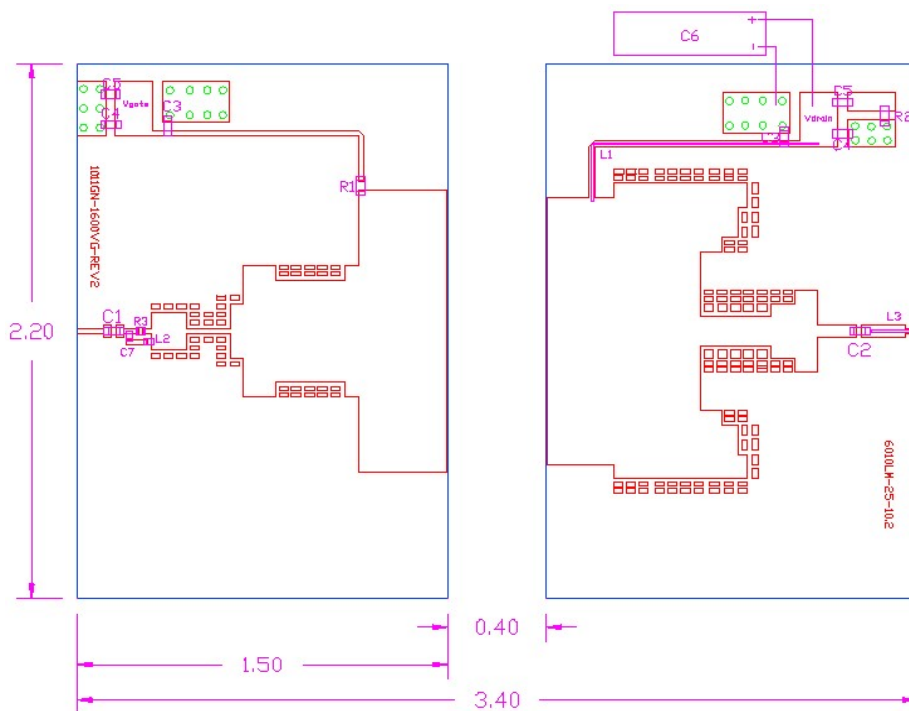 C6
+
-
C5
Vgate
C3
C4
C5
Vdrain
R2
C3
C4
L1
R1
1011GN-1600VG-REV2
2.20
C1
R3
L2
C7
L3
C2
6010LM-25-10.2
0.40
1.50
3.40